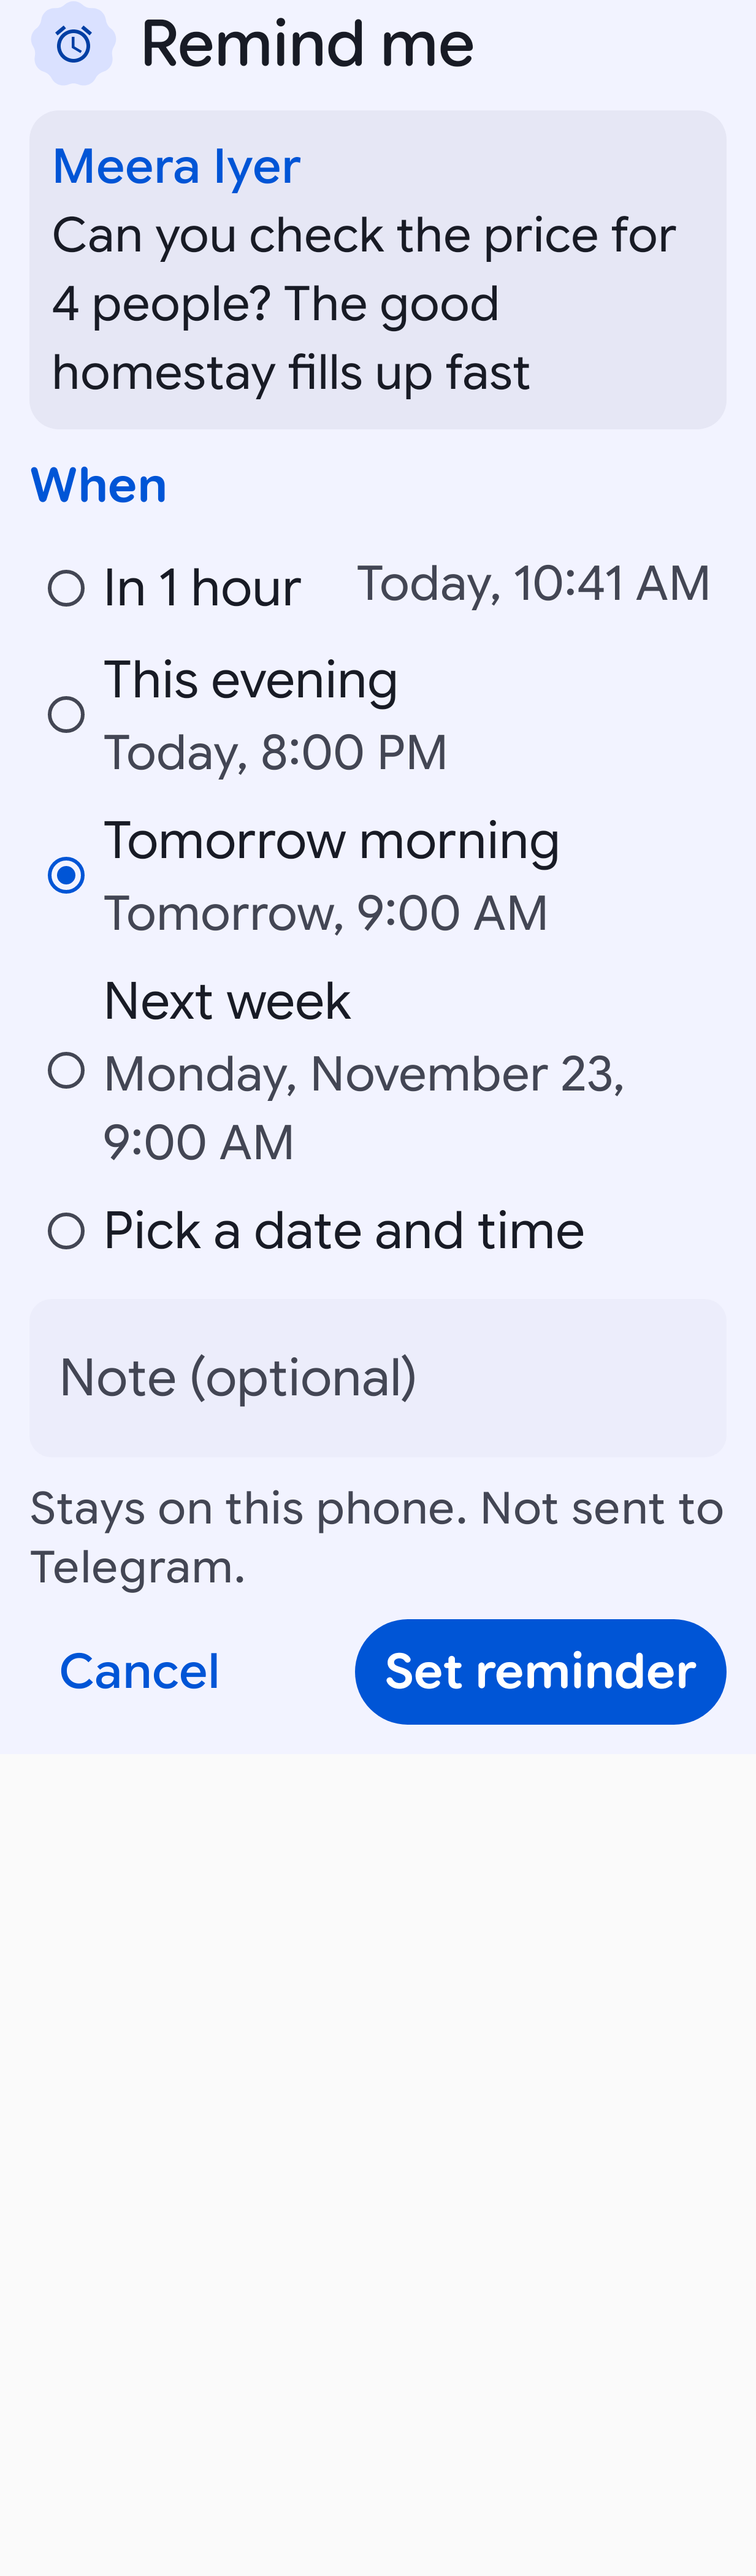 Remind me
Meera Iyer
Can you check the price for
4 people? The good
homestay fills up fast
When
In 1 hour Today, 10:41 AM
This evening
Today, 8:00 PM
Tomorrow morning
Tomorrow, 9:00 AM
Next week
Monday, November 23,
9:00 AM
Pick a date and time
Note (optional)
Stays on this phone. Not sent to
Telegram.
Cancel Set reminder